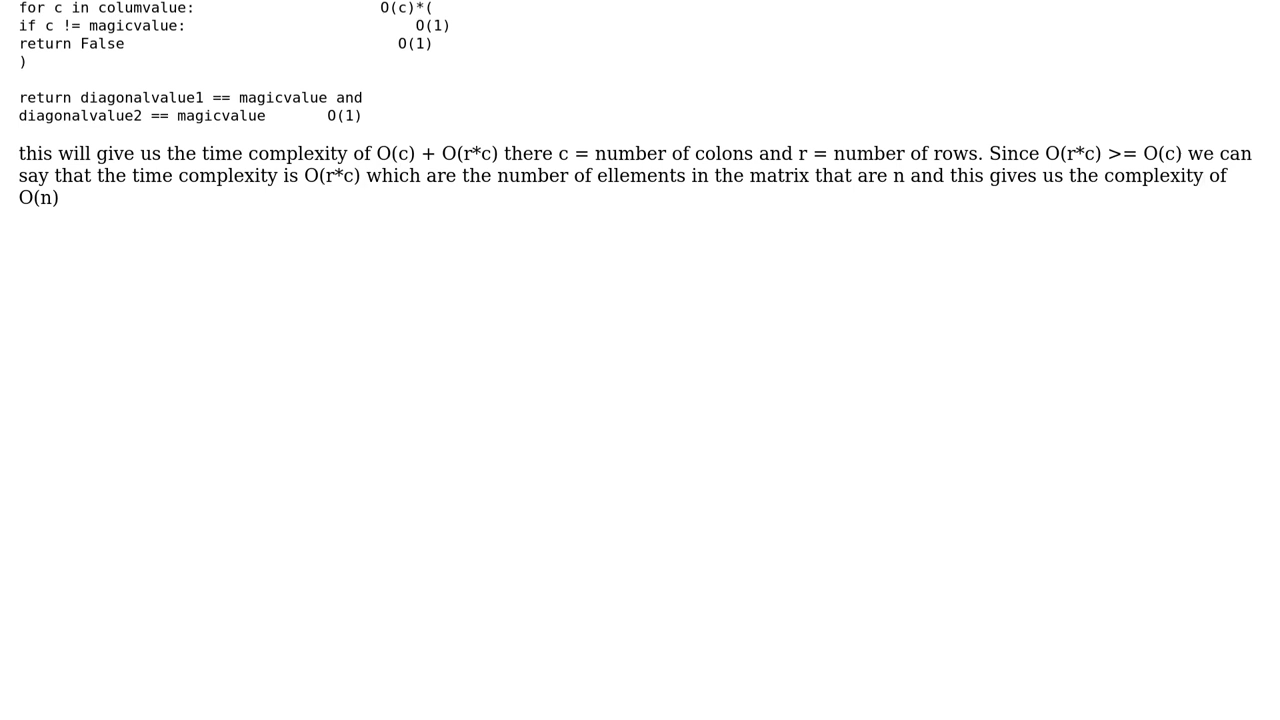 for c in columvalue:                     O(c)*(
if c != magicvalue:                          O(1)
return False                               O(1)
)
return diagonalvalue1 == magicvalue and
diagonalvalue2 == magicvalue       O(1)
this will give us the time complexity of O(c) + O(r*c) there c = number of colons and r = number of rows. Since O(r*c) >= O(c) we can
say that the time complexity is O(r*c) which are the number of ellements in the matrix that are n and this gives us the complexity of
O(n)